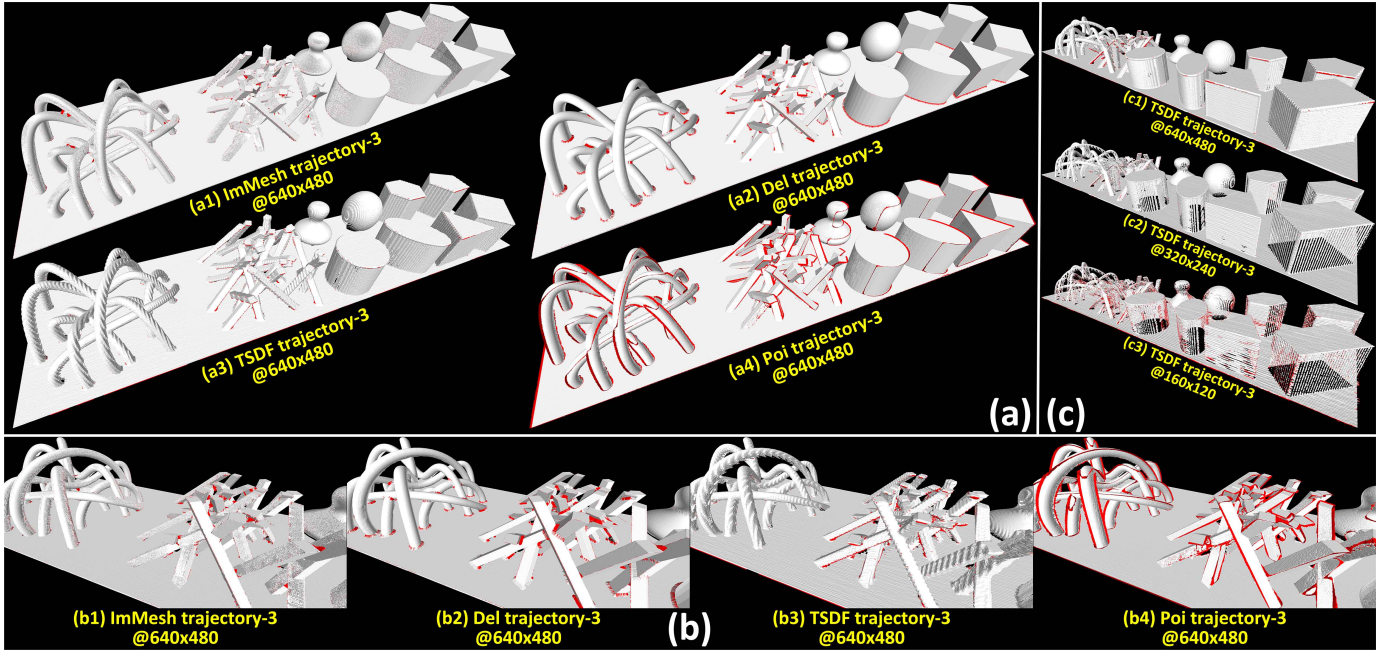 (a1) ImMesh trajectory-3
@640x480
(a2) Del trajectory-3
@640x480
(a3) TSDF trajectory-3
@640x480
(a4) Poi trajectory-3
@640x480
(a)
(c1) TSDF trajectory-3
@640x480
(c2) TSDF trajectory-3
@320x240
(c3) TSDF trajectory-3
@160x120
(c)
(b1) ImMesh trajectory-3
@640x480
(b2) Del trajectory-3
@640x480
(b)
(b3) TSDF trajectory-3
@640x480
(b4) Poi trajectory-3
@640x480